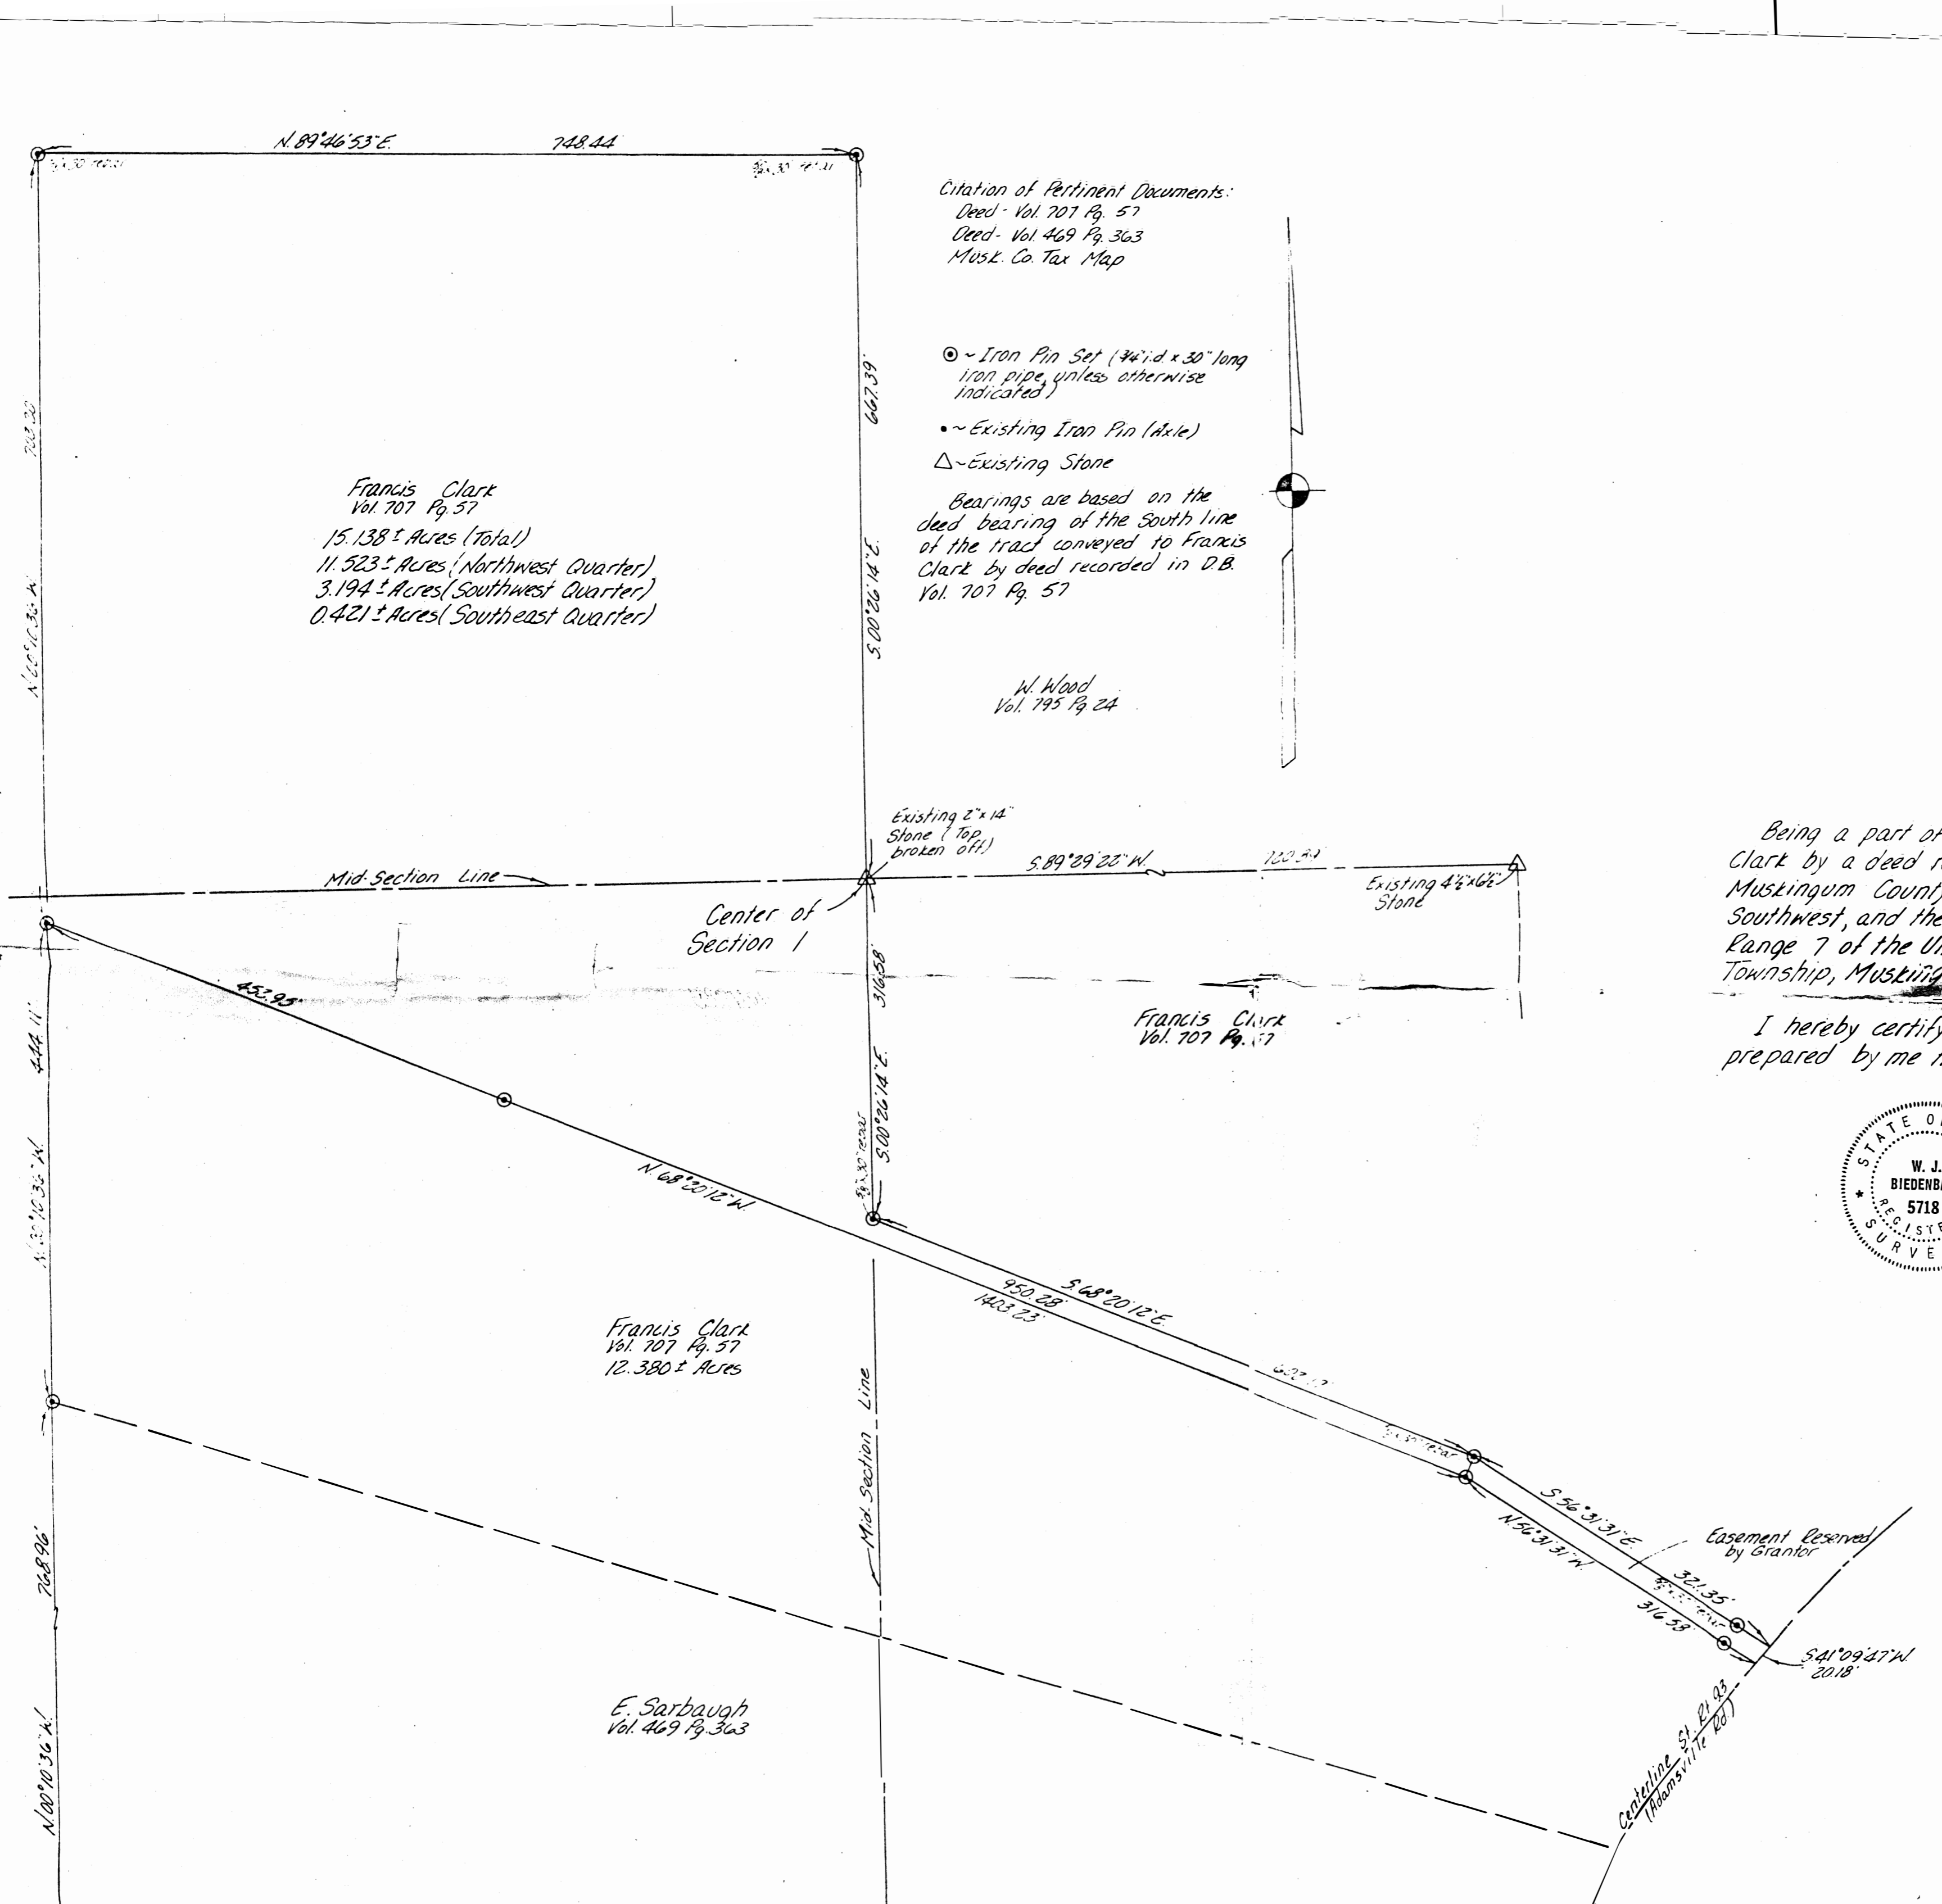 N. 89°46'53" E. 748.44'
Citation of Pertinent Documents:
Deed - Vol. 707 Pg. 57
Deed - Vol. 469 Pg. 363
Musk. Co. Tax Map
~ Iron Pin Set (3/4" i.d. x 30" long
iron pipe, unless otherwise
indicated)
• ~ Existing Iron Pin (Axle)
△ ~ Existing Stone
Bearings are based on the
deed bearing of the South line
of the tract conveyed to Francis
Clark by deed recorded in D.B.
Vol. 707 Pg. 57
667.39'
S. 00°26'14" E.
Francis Clark
Vol. 707 Pg. 57
15.138± Acres (Total)
11.523± Acres (Northwest Quarter)
3.194± Acres (Southwest Quarter)
0.421± Acres (Southeast Quarter)
W. Wood
Vol. 795 Pg. 24
Existing 2" x 14"
Stone (Top
broken off)
Mid-Section Line
S. 89°29'22" W.
Existing 4½" x 6½"
Stone
Center of
Section 1
Being a part of
Clark by a deed
Muskingum County
Southwest, and the
Range 7 of the
Township,
I hereby certify
prepared by me
STATE
W. J.
5718
452.95'
444.11'
316.58'
S. 00°26'14" E.
Francis Clark
Vol. 707 Pg.
5/8" x 30" rebar
N. 68°20'12" W.
S. 68°20'12" E.
950.28'
1403.23'
Francis Clark
Vol. 707 Pg. 57
12.380± Acres
Mid-Section Line
S. 56°31'31" E.
N. 56°31'31" W.
Easement Reserved
by Grantor
321.35'
316.58'
S. 41°09'47" W.
20.18'
768.96'
N. 00°10'36" W.
E. Sarbaugh
Vol. 469 Pg. 363
Centerline St. Rt. 93
(Adamsville Rd.)